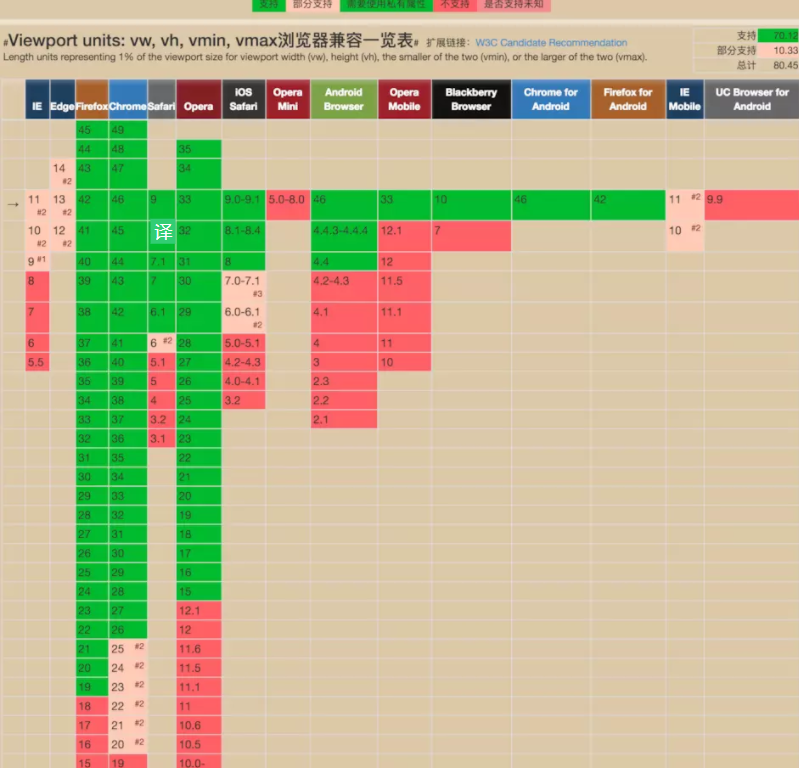 支持 部分支持 需要使用私有属性 不支持 是否支持未知
#Viewport units: vw, vh, vmin, vmax浏览器兼容一览表# 扩展链接：W3C Candidate Recommendation
Length units representing 1% of the viewport size for viewport width (vw), height (vh), the smaller of the two (vmin), or the larger of the two (vmax).
支持 70.12
部分支持 10.33
总计 80.45
IE Edge Firefox Chrome Safari Opera iOS Safari Opera Mini Android Browser Opera Mobile Blackberry Browser Chrome for Android Firefox for Android IE Mobile UC Browser for Android
45 49
44 48 35
14 #2 43 47 34
→ 11 #2 13 #2 42 46 9 33 9.0-9.1 5.0-8.0 46 33 10 46 42 11 #2 9.9
10 #2 12 #2 41 45 译 32 8.1-8.4 4.4.3-4.4.4 12.1 7 10 #2
9 #1 40 44 7.1 31 8 4.4 12
8 39 43 7 30 7.0-7.1 #3 4.2-4.3 11.5
7 38 42 6.1 29 6.0-6.1 #2 4.1 11.1
6 37 41 6 #2 28 5.0-5.1 4 11
5.5 36 40 5.1 27 4.2-4.3 3 10
35 39 5 26 4.0-4.1 2.3
34 38 4 25 3.2 2.2
33 37 3.2 24 2.1
32 36 3.1 23
31 35 22
30 34 21
29 33 20
28 32 19
27 31 18
26 30 17
25 29 16
24 28 15
23 27 12.1
22 26 12
21 25 #2 11.6
20 24 #2 11.5
19 23 #2 11.1
18 22 #2 11
17 21 #2 10.6
16 20 #2 10.5
15 19 10.0-